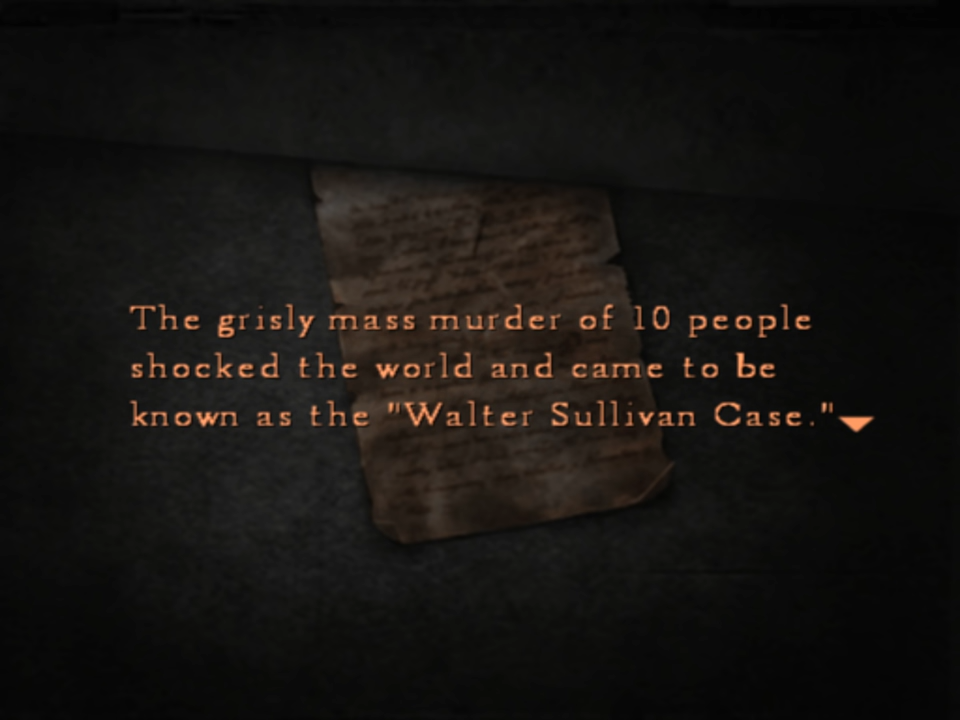 The grisly mass murder of 10 people
shocked the world and came to be
known as the "Walter Sullivan Case."